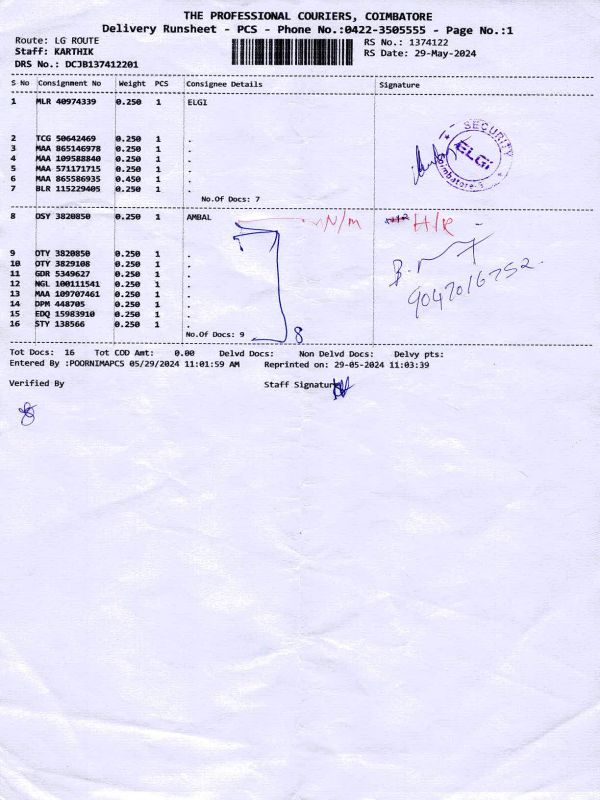 THE PROFESSIONAL COURIERS, COIMBATORE
Delivery Runsheet - PCS - Phone No.:0422-3505555 - Page No.:1
Route: LG ROUTE RS No.: 1374122
Staff: KARTHIK RS Date: 29-May-2024
DRS No.: DCJB137412201
S No Consignment No Weight PCS Consignee Details Signature
1 MLR 40974339 0.250 1 ELGI
2 TCG 50642469 0.250 1 .
3 MAA 865146978 0.250 1 .
4 MAA 109588840 0.250 1 .
5 MAA 571171715 0.250 1 .
6 MAA 865586935 0.450 1 .
7 BLR 115229405 0.250 1 .
SECURITY
ELGi
Coimbatore-5
No.Of Docs: 7
8 OSY 3820850 0.250 1 AMBAL N/m H/R
9 OTY 3820850 0.250 1 .
10 OTY 3829108 0.250 1 .
11 GDR 5349627 0.250 1 .
12 NGL 100111541 0.250 1 .
13 MAA 109707461 0.250 1 .
14 DPM 448705 0.250 1 .
15 EDQ 15983910 0.250 1 .
16 STY 138566 0.250 1 .
9047016752
No.Of Docs: 9 8
Tot Docs: 16 Tot COD Amt: 0.00 Delvd Docs: Non Delvd Docs: Delvy pts:
Entered By :POORNIMAPCS 05/29/2024 11:01:59 AM Reprinted on: 29-05-2024 11:03:39
Verified By Staff Signature